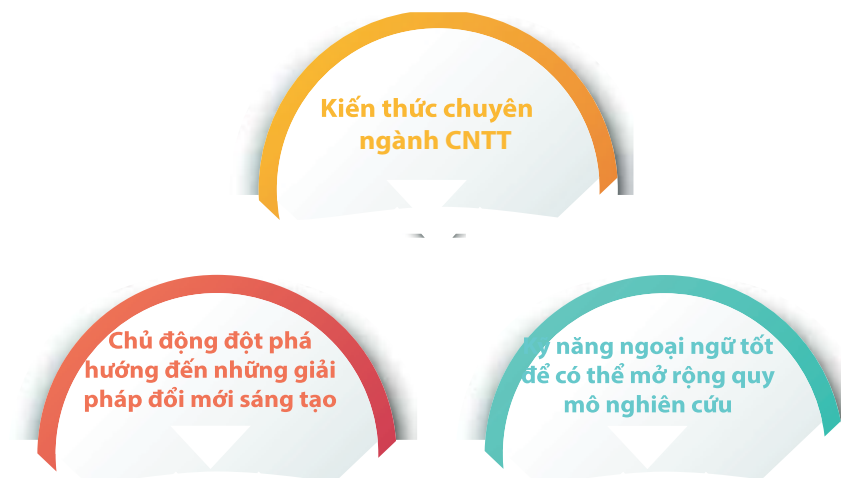 Kiến thức chuyên
ngành CNTT
Chủ động đột phá
hướng đến những giải
pháp đổi mới sáng tạo
Kỹ năng ngoại ngữ tốt
để có thể mở rộng quy
mô nghiên cứu